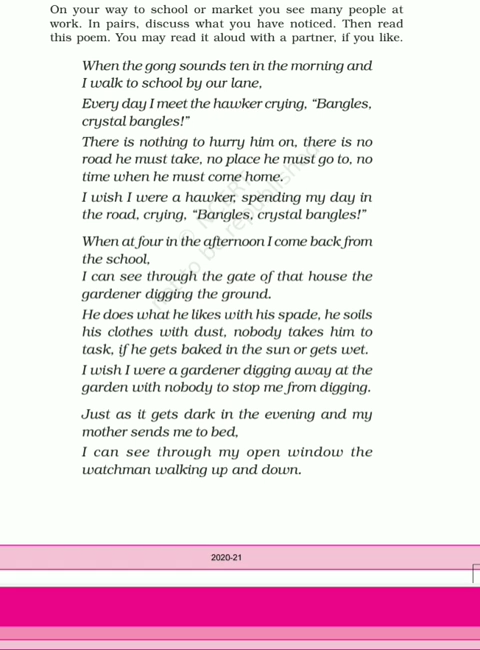 On your way to school or market you see many people at
work. In pairs, discuss what you have noticed. Then read
this poem. You may read it aloud with a partner, if you like.
When the gong sounds ten in the morning and
I walk to school by our lane,
Every day I meet the hawker crying, “Bangles,
crystal bangles!”
There is nothing to hurry him on, there is no
road he must take, no place he must go to, no
time when he must come home.
I wish I were a hawker, spending my day in
the road, crying, “Bangles, crystal bangles!”
When at four in the afternoon I come back from
the school,
I can see through the gate of that house the
gardener digging the ground.
He does what he likes with his spade, he soils
his clothes with dust, nobody takes him to
task, if he gets baked in the sun or gets wet.
I wish I were a gardener digging away at the
garden with nobody to stop me from digging.
Just as it gets dark in the evening and my
mother sends me to bed,
I can see through my open window the
watchman walking up and down.
2020-21